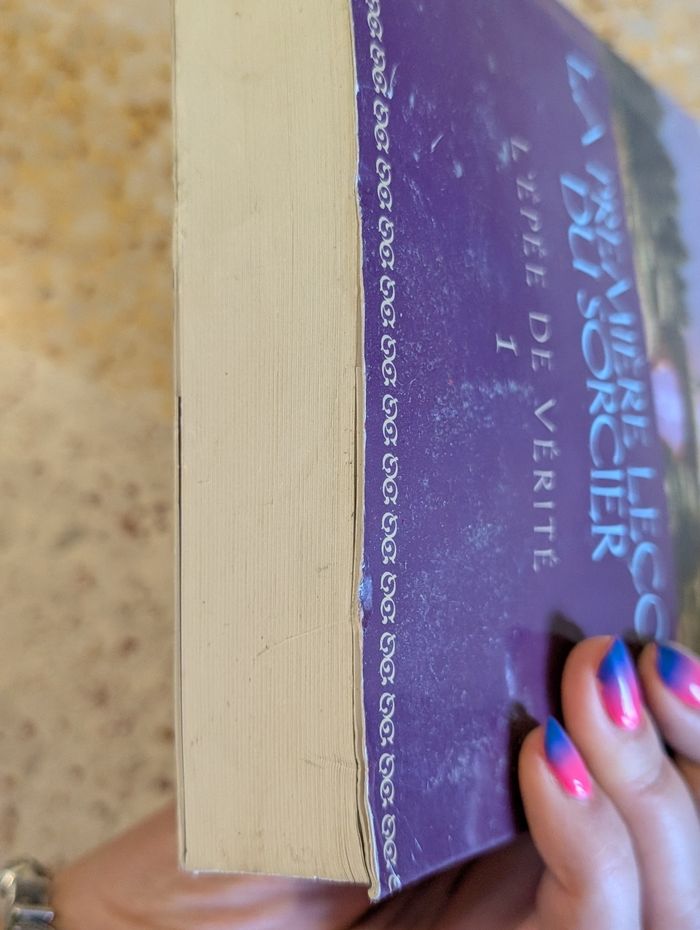 LA PREMIÈRE
DU SORCIER
L'ÉPÉE DE VÉRITÉ
1